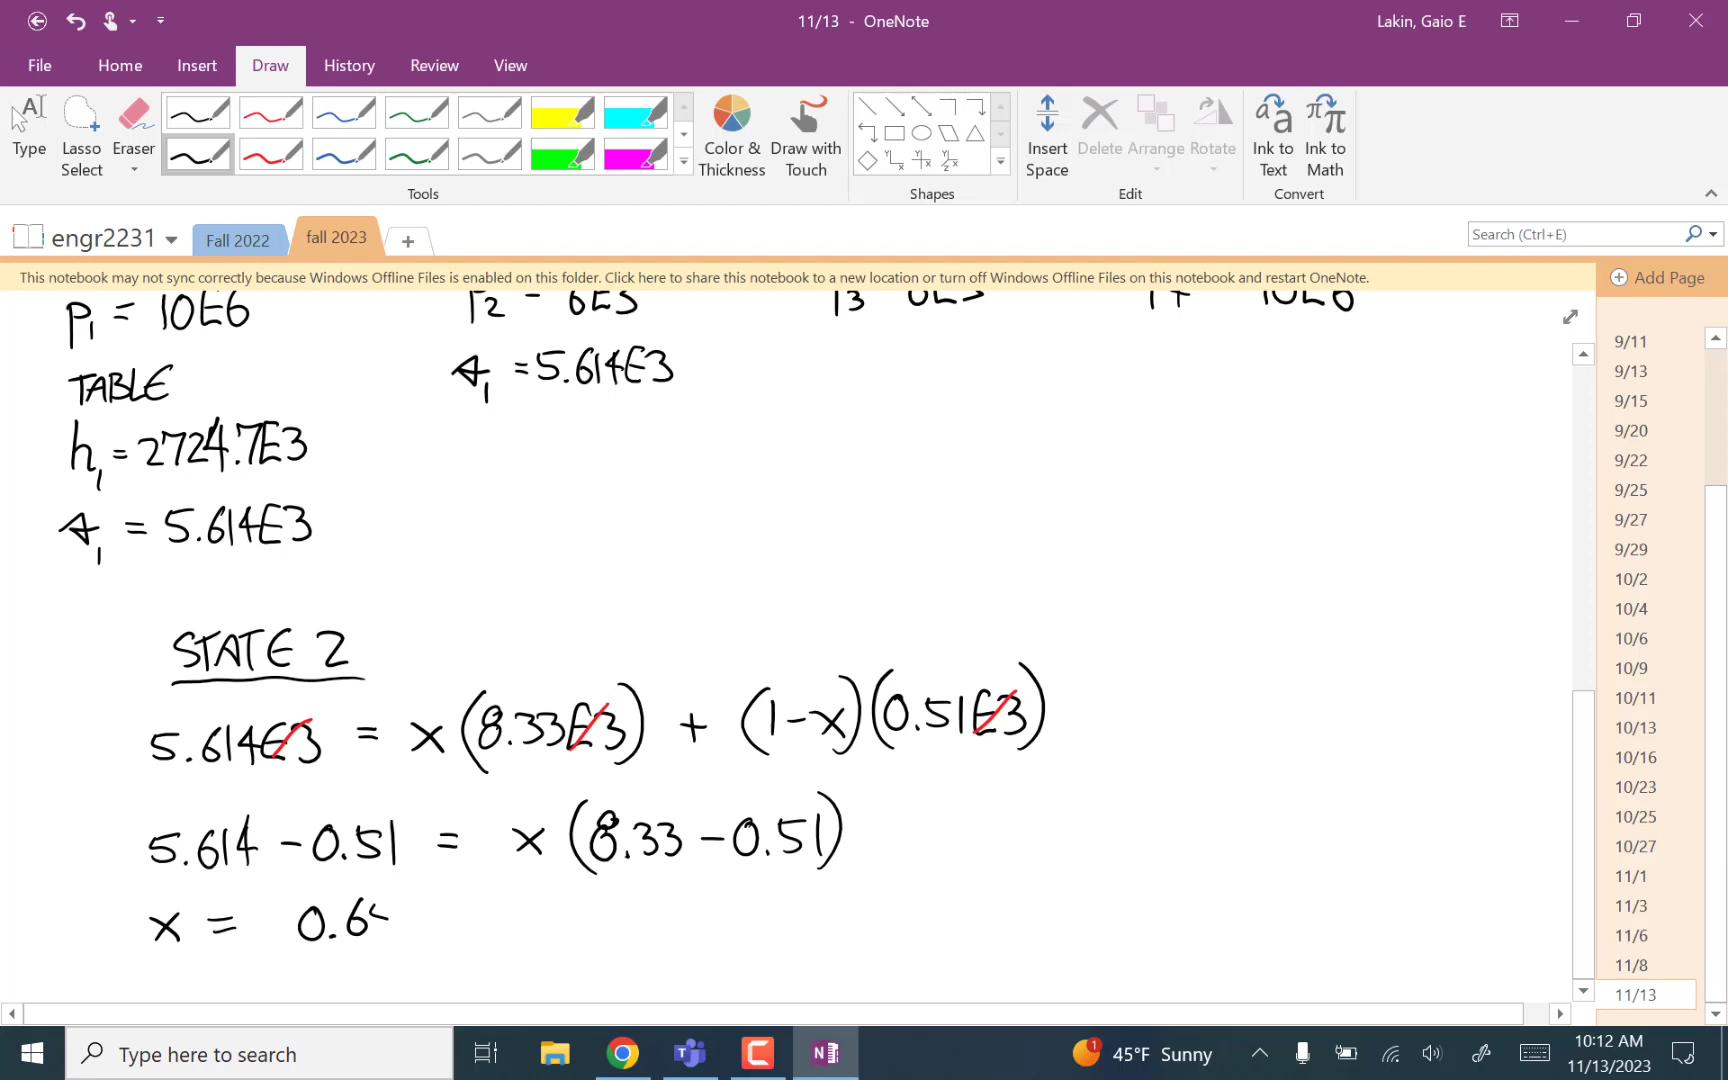 11/13 - OneNote
Lakin, Gaio E
File Home Insert Draw History Review View
Type
Lasso Select
Eraser
Color & Thickness
Draw with Touch
Insert Space
Delete Arrange Rotate
Ink to Text
Ink to Math
Tools
Shapes
Edit
Convert
engr2231
Fall 2022
fall 2023
Search (Ctrl+E)
This notebook may not sync correctly because Windows Offline Files is enabled on this folder. Click here to share this notebook to a new location or turn off Windows Offline Files on this notebook and restart OneNote.
Add Page
P₁ = 10E6
TABLE
h₁ = 2724.7E3
₁ = 5.614E3
₁ = 5.614E3
STATE 2
5.614E3 = x(8.33E3) + (1-x)(0.51E3)
5.614 - 0.51 = x(8.33 - 0.51)
x = 0.6
9/11
9/13
9/15
9/20
9/22
9/25
9/27
9/29
10/2
10/4
10/6
10/9
10/11
10/13
10/16
10/23
10/25
10/27
11/1
11/3
11/6
11/8
11/13
Type here to search
45°F Sunny
10:12 AM
11/13/2023